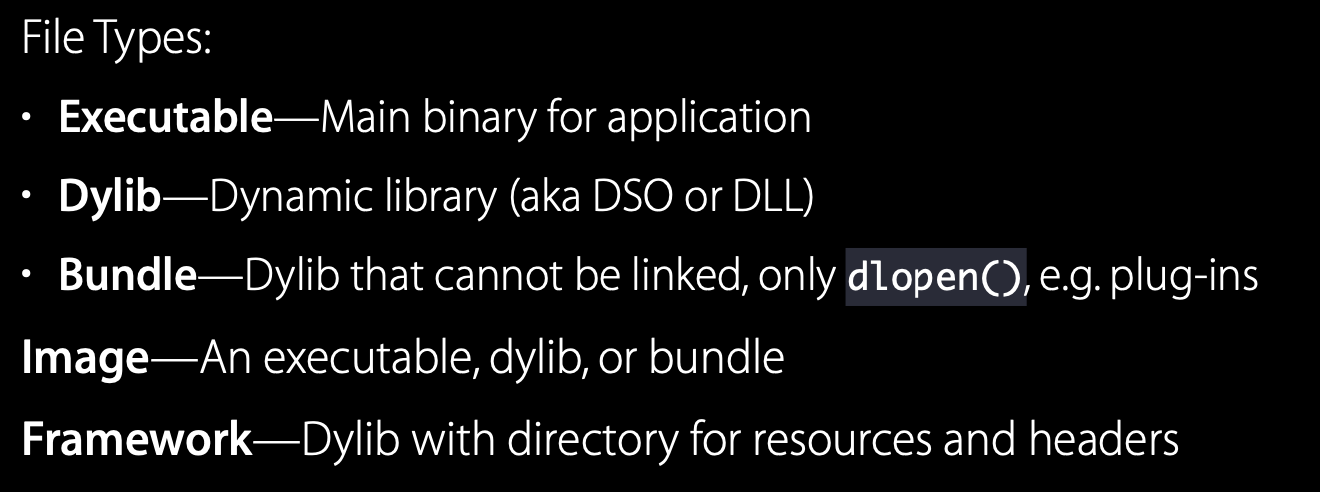 File Types:
• Executable—Main binary for application
• Dylib—Dynamic library (aka DSO or DLL)
• Bundle—Dylib that cannot be linked, only dlopen(), e.g. plug-ins
Image—An executable, dylib, or bundle
Framework—Dylib with directory for resources and headers